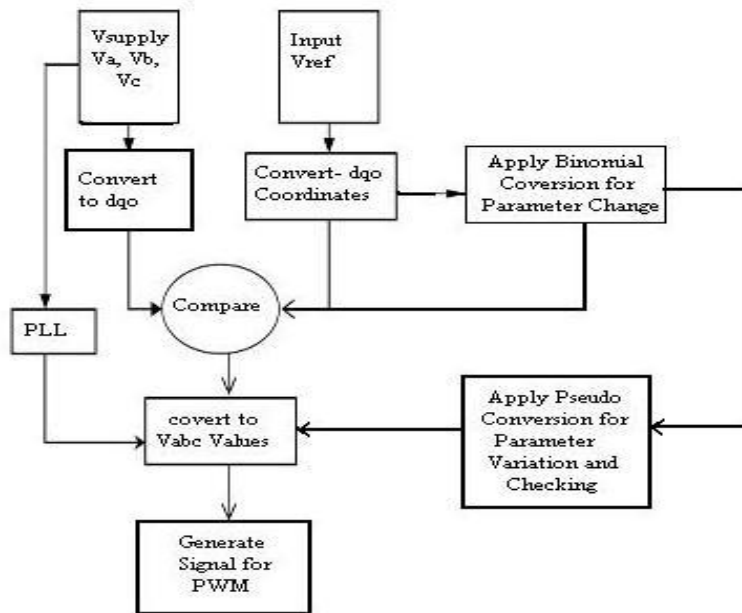 Vsupply
Va, Vb,
Vc
Input
Vref
Convert
to dqo
Convert- dqo
Coordinates
Apply Binomial
Coversion for
Parameter Change
Compare
PLL
covert to
Vabc Values
Apply Pseudo
Conversion for
Parameter
Variation and
Checking
Generate
Signal for
PWM